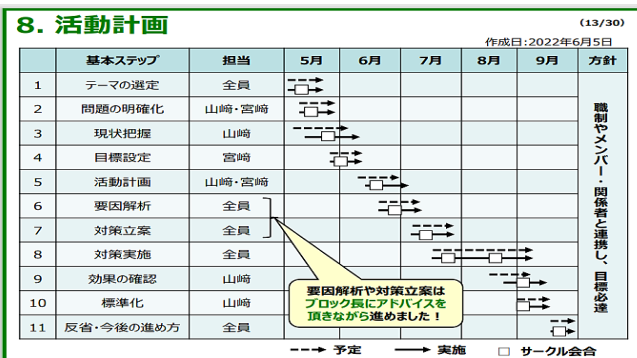 8. 活動計画
(13/30)
作成日:2022年6月5日
基本ステップ 担当 5月 6月 7月 8月 9月 方針
1 テーマの選定 全員
2 問題の明確化 山﨑・宮﨑
3 現状把握 山﨑
4 目標設定 宮﨑
5 活動計画 山﨑・宮﨑
6 要因解析 全員
7 対策立案 全員
8 対策実施 全員
9 効果の確認 山﨑
10 標準化 山﨑
11 反省・今後の進め方 全員
職制やメンバー・関係者と連携し、目標必達
要因解析や対策立案は
ブロック長にアドバイスを
頂きながら進めました!
予定 実施 サークル会合